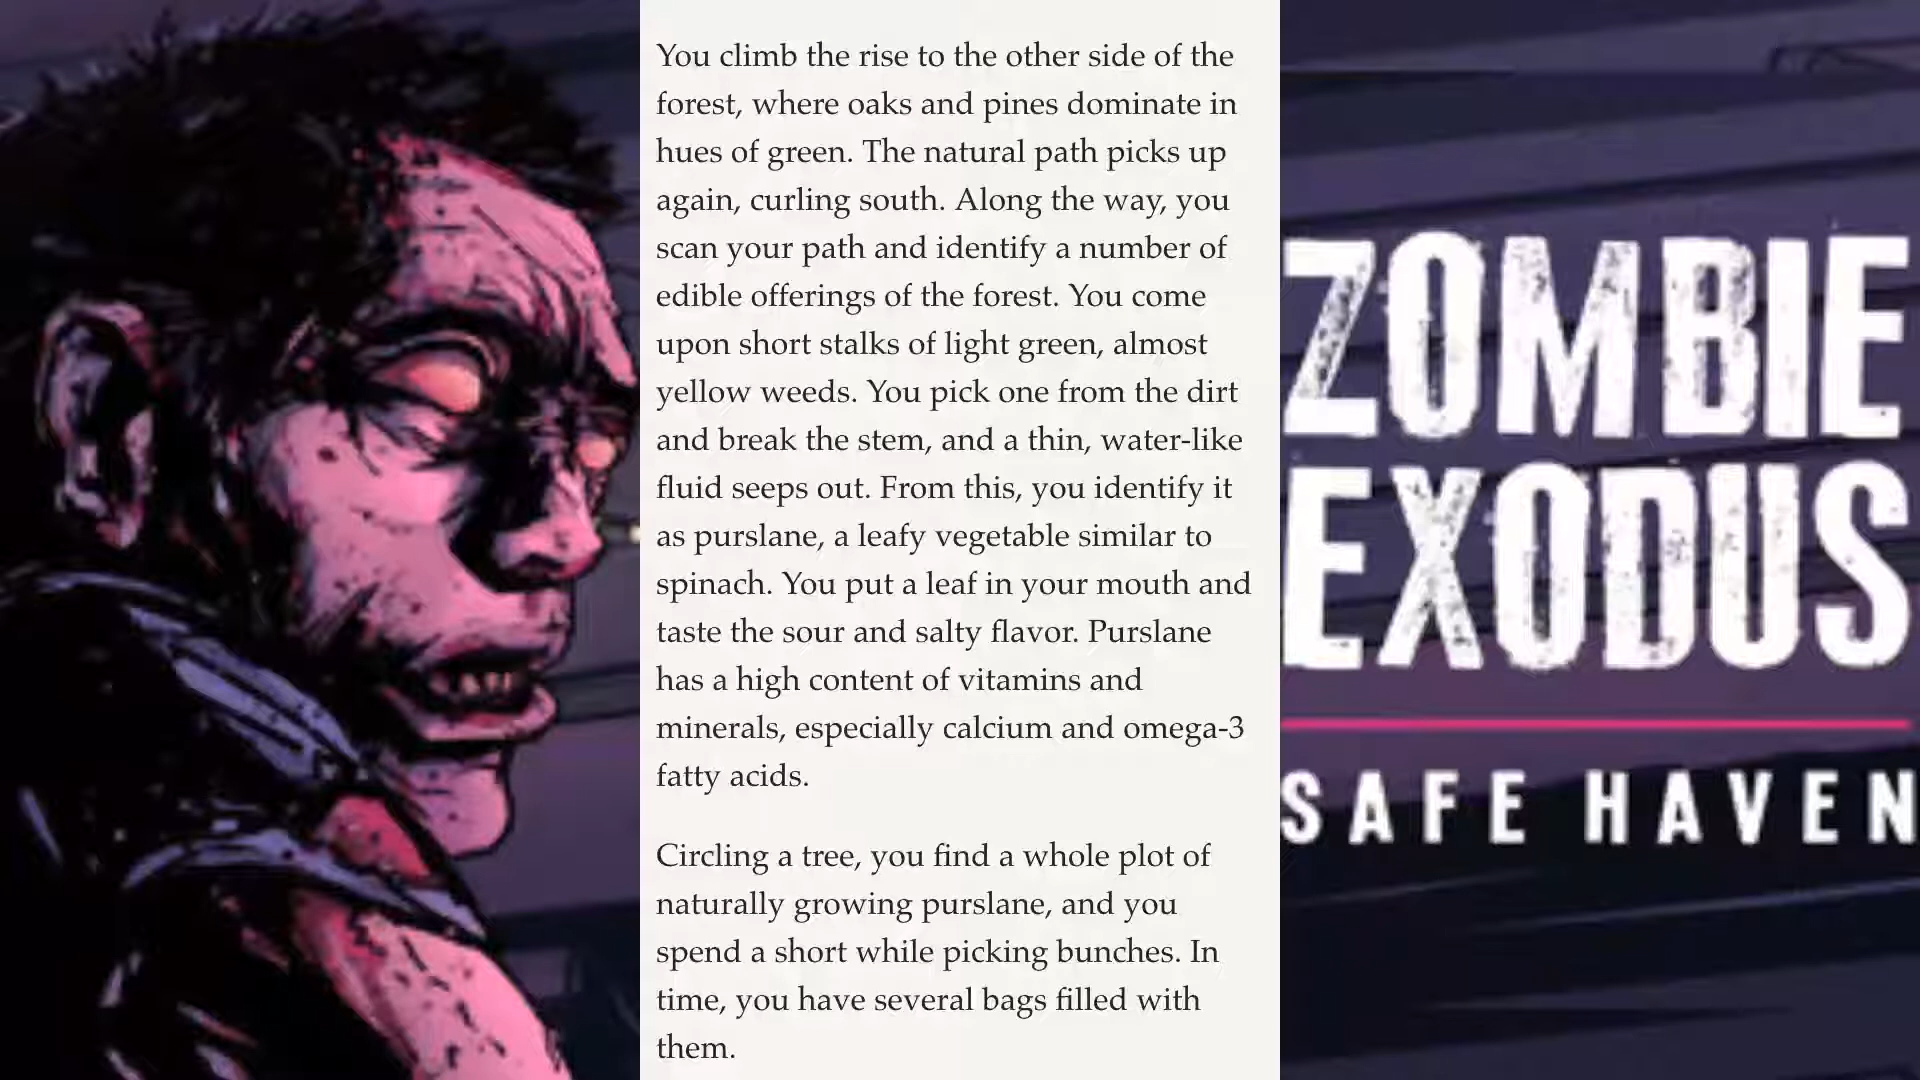 You climb the rise to the other side of the
forest, where oaks and pines dominate in
hues of green. The natural path picks up
again, curling south. Along the way, you
scan your path and identify a number of
edible offerings of the forest. You come
upon short stalks of light green, almost
yellow weeds. You pick one from the dirt
and break the stem, and a thin, water-like
fluid seeps out. From this, you identify it
as purslane, a leafy vegetable similar to
spinach. You put a leaf in your mouth and
taste the sour and salty flavor. Purslane
has a high content of vitamins and
minerals, especially calcium and omega-3
fatty acids.
Circling a tree, you find a whole plot of
naturally growing purslane, and you
spend a short while picking bunches. In
time, you have several bags filled with
them.
ZOMBIE
EXODUS
SAFE HAVEN